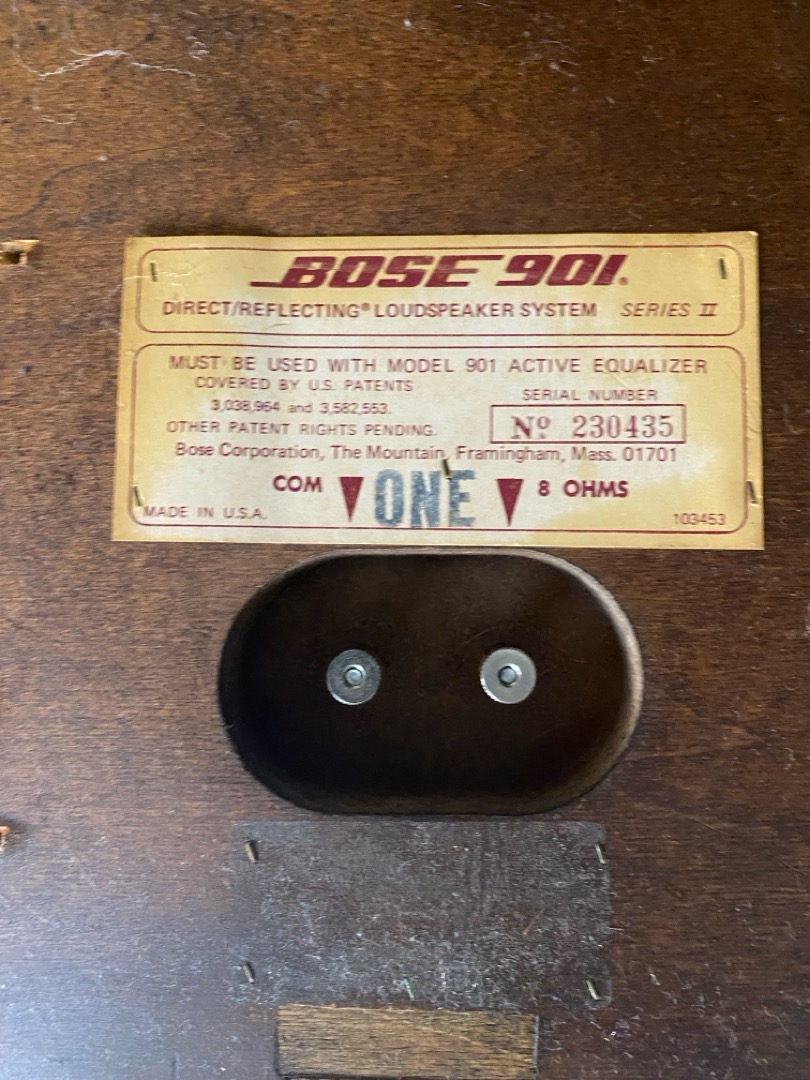 BOSE 901®
DIRECT/REFLECTING® LOUDSPEAKER SYSTEM SERIES II
MUST BE USED WITH MODEL 901 ACTIVE EQUALIZER
COVERED BY U.S. PATENTS
3,038,964 and 3,582,553.
OTHER PATENT RIGHTS PENDING.
SERIAL NUMBER
Nº 230435
Bose Corporation, The Mountain, Framingham, Mass. 01701
COM ONE 8 OHMS
MADE IN U.S.A. 103453